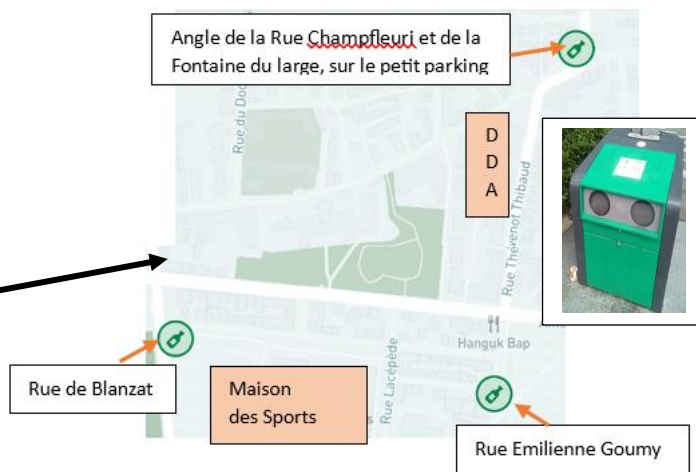 Angle de la Rue Champfleuri et de la
Fontaine du large, sur le petit parking
Rue du Doc
D
D
A
Rue Thévenot Thibaud
Hanguk Bap
Rue de Blanzat
Maison
des Sports
Rue Lacépède
s
Rue Emilienne Goumy